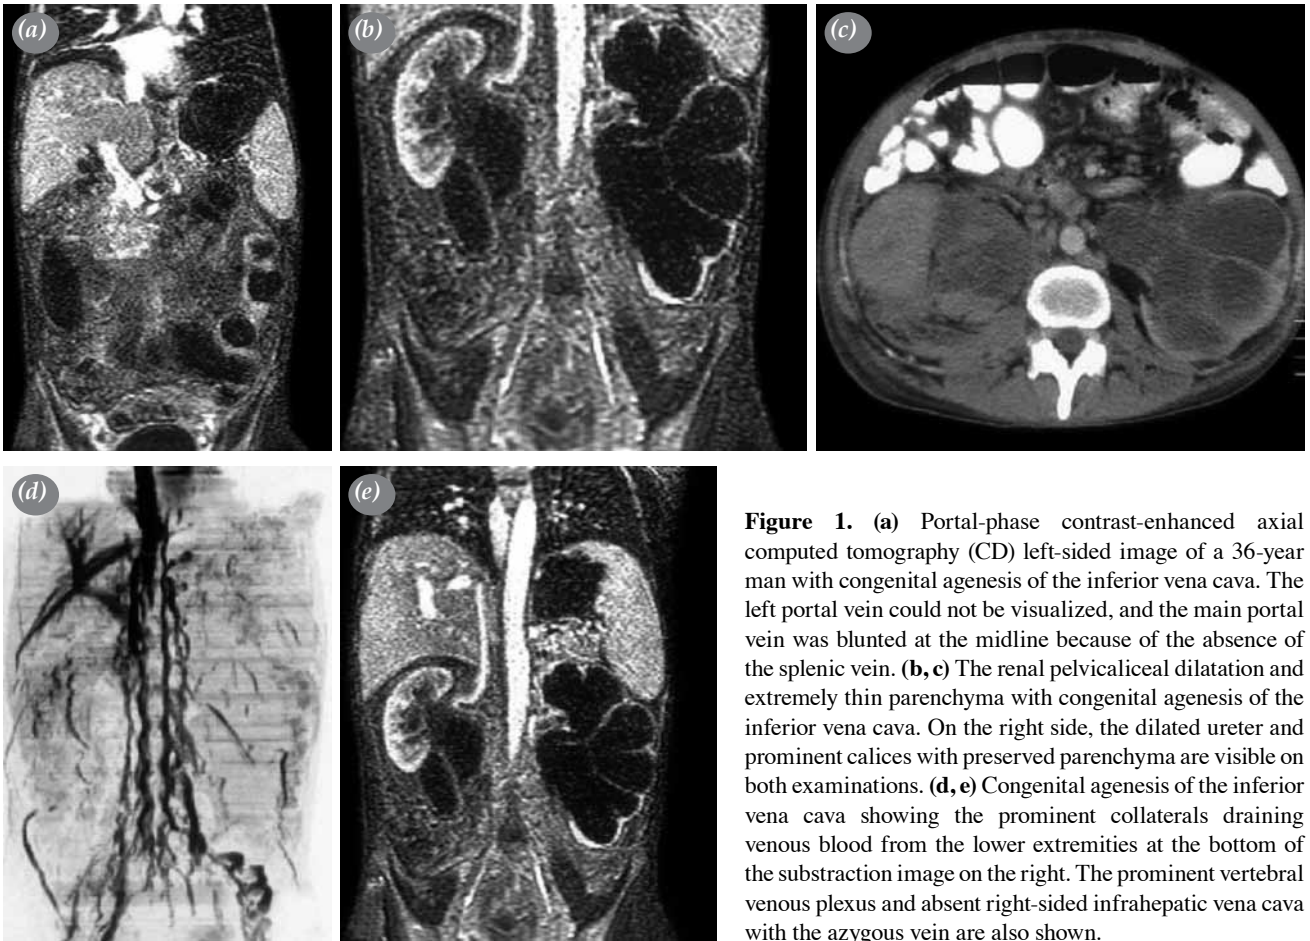 (a)
(b)
(c)
(d)
(e)
Figure 1. (a) Portal-phase contrast-enhanced axial
computed tomography (CD) left-sided image of a 36-year
man with congenital agenesis of the inferior vena cava. The
left portal vein could not be visualized, and the main portal
vein was blunted at the midline because of the absence of
the splenic vein. (b, c) The renal pelvicaliceal dilatation and
extremely thin parenchyma with congenital agenesis of the
inferior vena cava. On the right side, the dilated ureter and
prominent calices with preserved parenchyma are visible on
both examinations. (d, e) Congenital agenesis of the inferior
vena cava showing the prominent collaterals draining
venous blood from the lower extremities at the bottom of
the substraction image on the right. The prominent vertebral
venous plexus and absent right-sided infrahepatic vena cava
with the azygous vein are also shown.